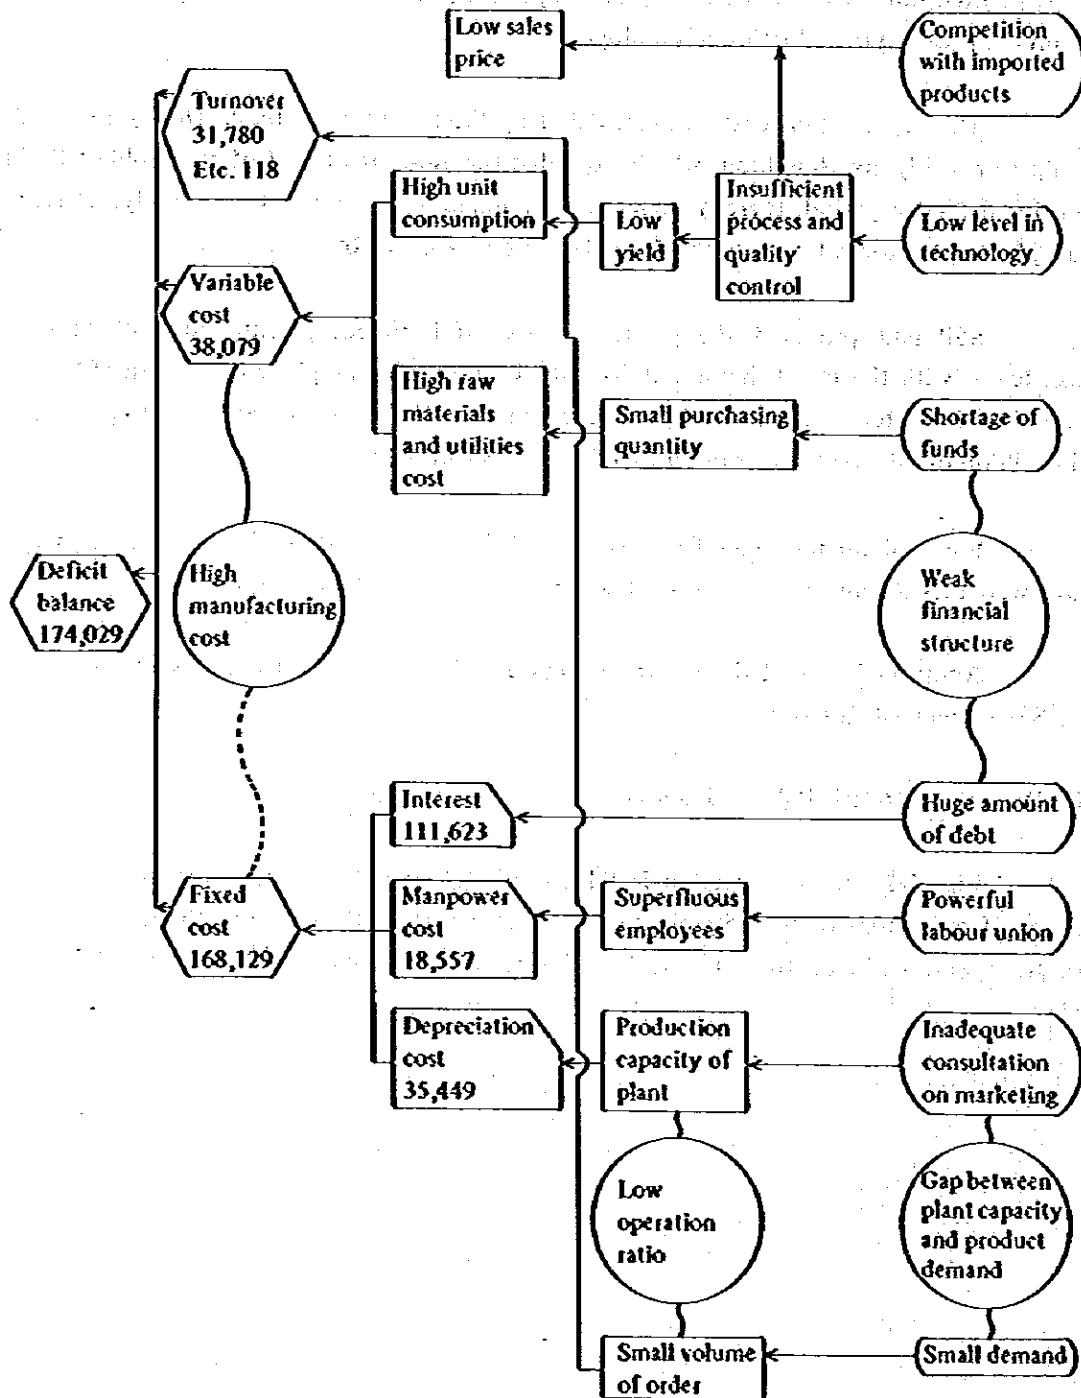 Low sales
price
Competition
with imported
products
Turnover
31,780
Etc. 118
High unit
consumption
Low
yield
Insufficient
process and
quality
control
Low level in
technology
Variable
cost
38,079
High raw
materials
and utilities
cost
Small purchasing
quantity
Shortage of
funds
Deficit
balance
174,029
High
manufacturing
cost
Weak
financial
structure
Interest
111,623
Huge amount
of debt
Fixed
cost
168,129
Manpower
cost
18,557
Superfluous
employees
Powerful
labour union
Depreciation
cost
35,449
Production
capacity of
plant
Inadequate
consultation
on marketing
Low
operation
ratio
Gap between
plant capacity
and product
demand
Small volume
of order
Small demand